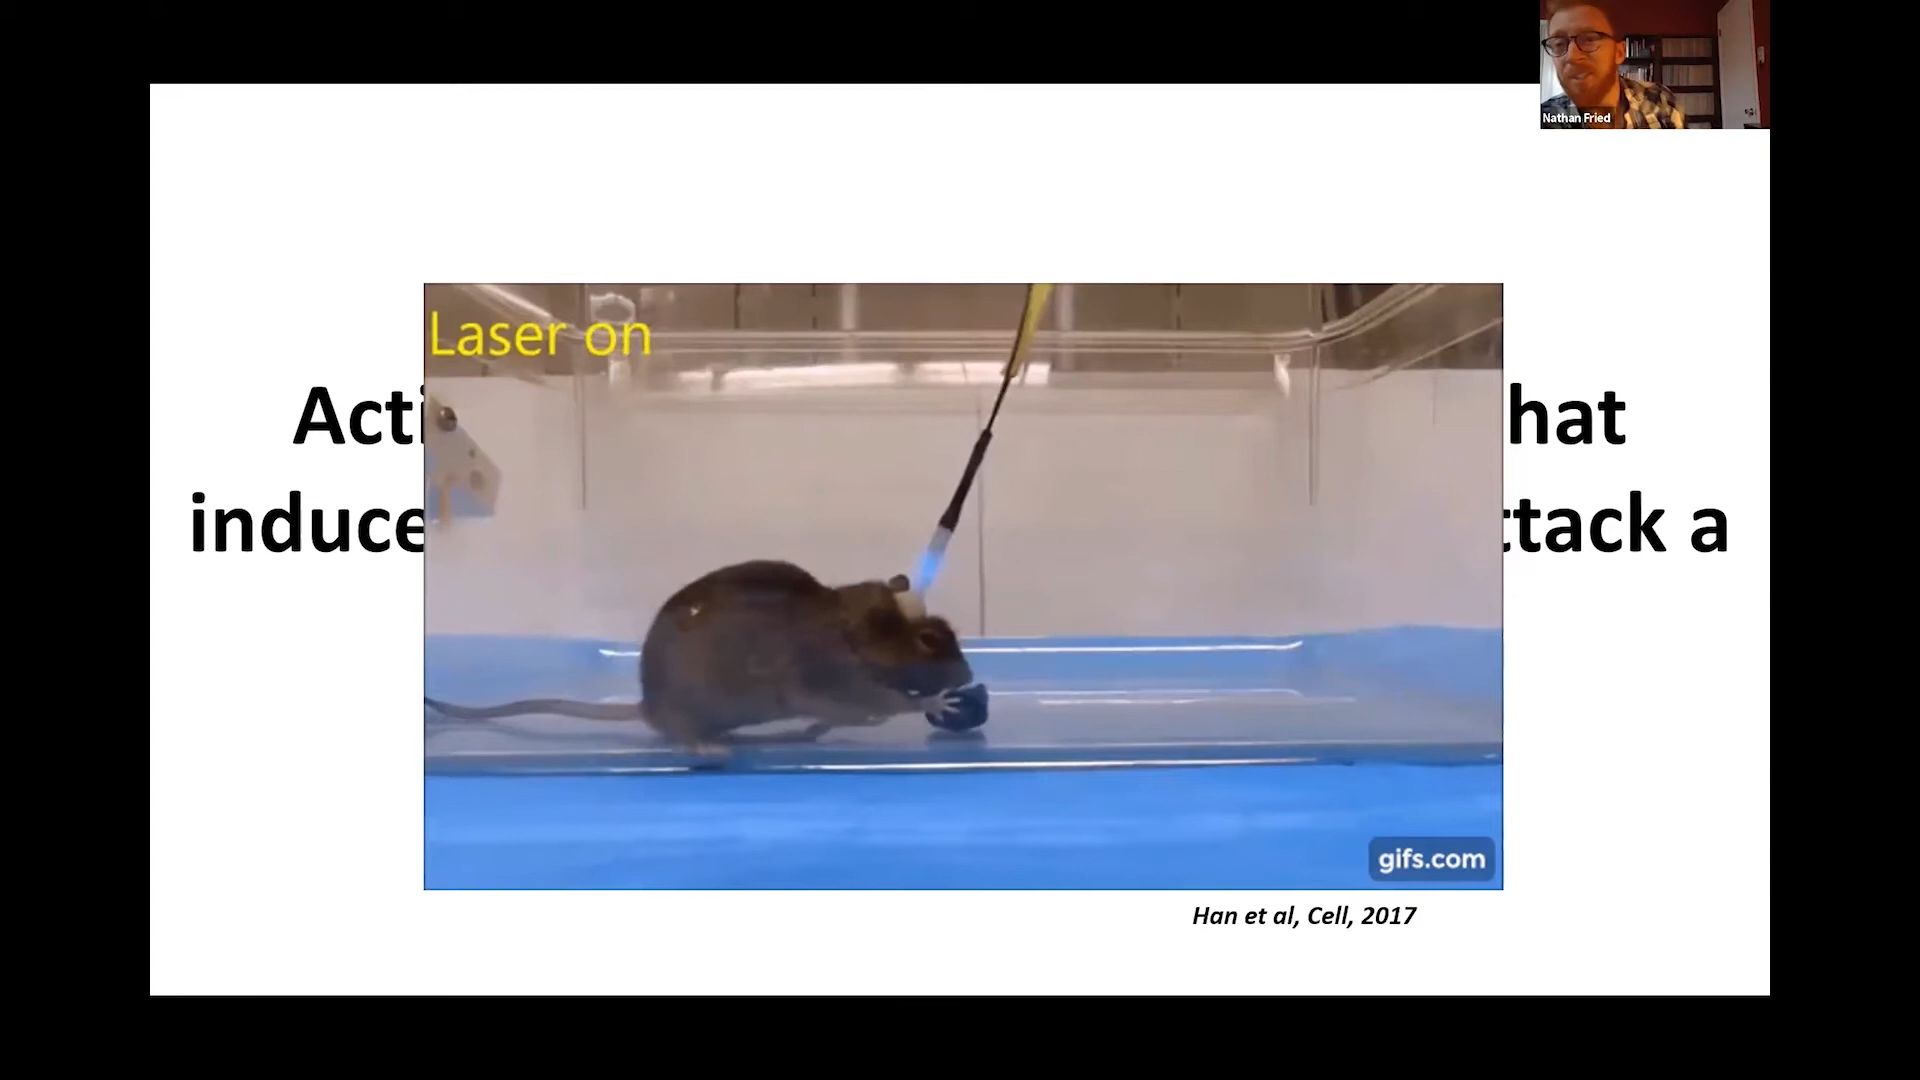 Nathan Fried
Laser on
Acti hat
induce ttack a
gifs.com
Han et al, Cell, 2017